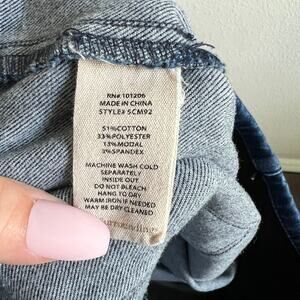 RN# 101206
MADE IN CHINA
STYLE# 5CM92
51% COTTON
33% POLYESTER
13% MODAL
3% SPANDEX
MACHINE WASH COLD
SEPARATELY
INSIDE OUT
DO NOT BLEACH
HANG TO DRY
WARM IRON IF NEEDED
MAY BE DRY CLEANED